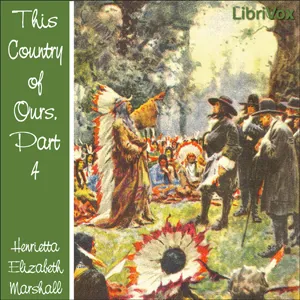 This
Country
of
Ours,
Part
4
Henrietta
Elizabeth
Marshall
LibriVox